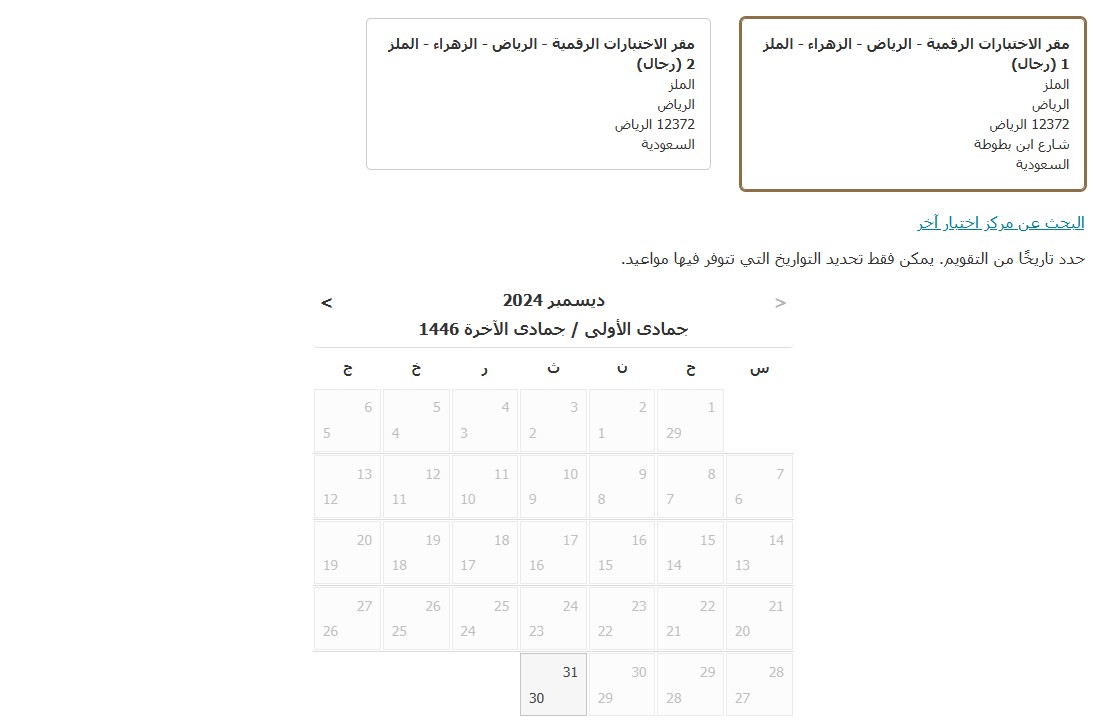 مقر الاختبارات الرقمية - الرياض - الزهراء - الملز
1 (رجال)
الملز
الرياض
12372 الرياض
شارع ابن بطوطة
السعودية
مقر الاختبارات الرقمية - الرياض - الزهراء - الملز
2 (رجال)
الملز
الرياض
12372 الرياض
السعودية
البحث عن مركز اختبار آخر
حدد تاريخًا من التقويم. يمكن فقط تحديد التواريخ التي تتوفر فيها مواعيد.
> ديسمبر 2024 <
جمادى الأولى / جمادى الآخرة 1446
س ح ن ث ر خ ج
1 2 3 4 5 6
29 1 2 3 4 5
7 8 9 10 11 12 13
6 7 8 9 10 11 12
14 15 16 17 18 19 20
13 14 15 16 17 18 19
21 22 23 24 25 26 27
20 21 22 23 24 25 26
28 29 30 31
27 28 29 30